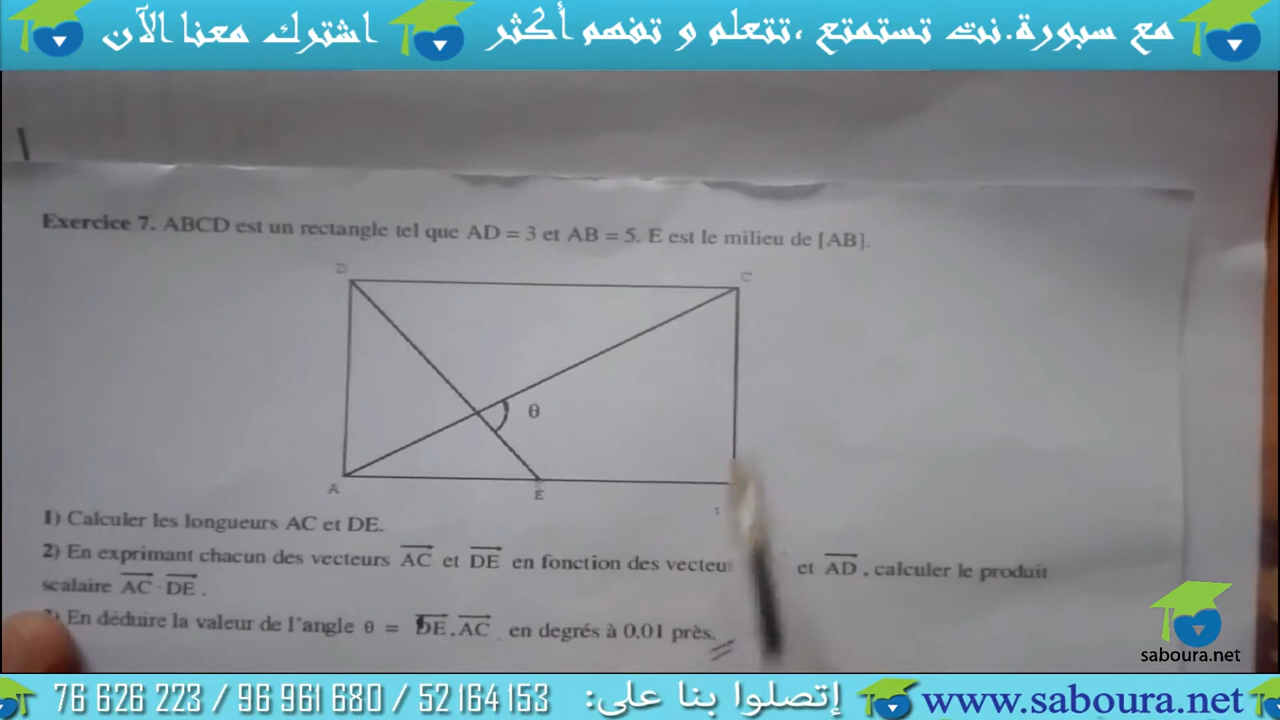 مع سبورة.نت تستمتع ،تتعلم و تفهم أكثر اشترك معنا الآن
Exercice 7. ABCD est un rectangle tel que AD = 3 et AB = 5. E est le milieu de [AB].
D
C
θ
A
E
1) Calculer les longueurs AC et DE.
2) En exprimant chacun des vecteurs AC et DE en fonction des et AD , calculer le produit
scalaire AC · DE .
En déduire la valeur de l'angle θ = DE , AC en degrés à 0.01 près.
saboura.net
76 626 223 / 96 961 680 / 52 164 153 إتصلوا بنا على: www.saboura.net